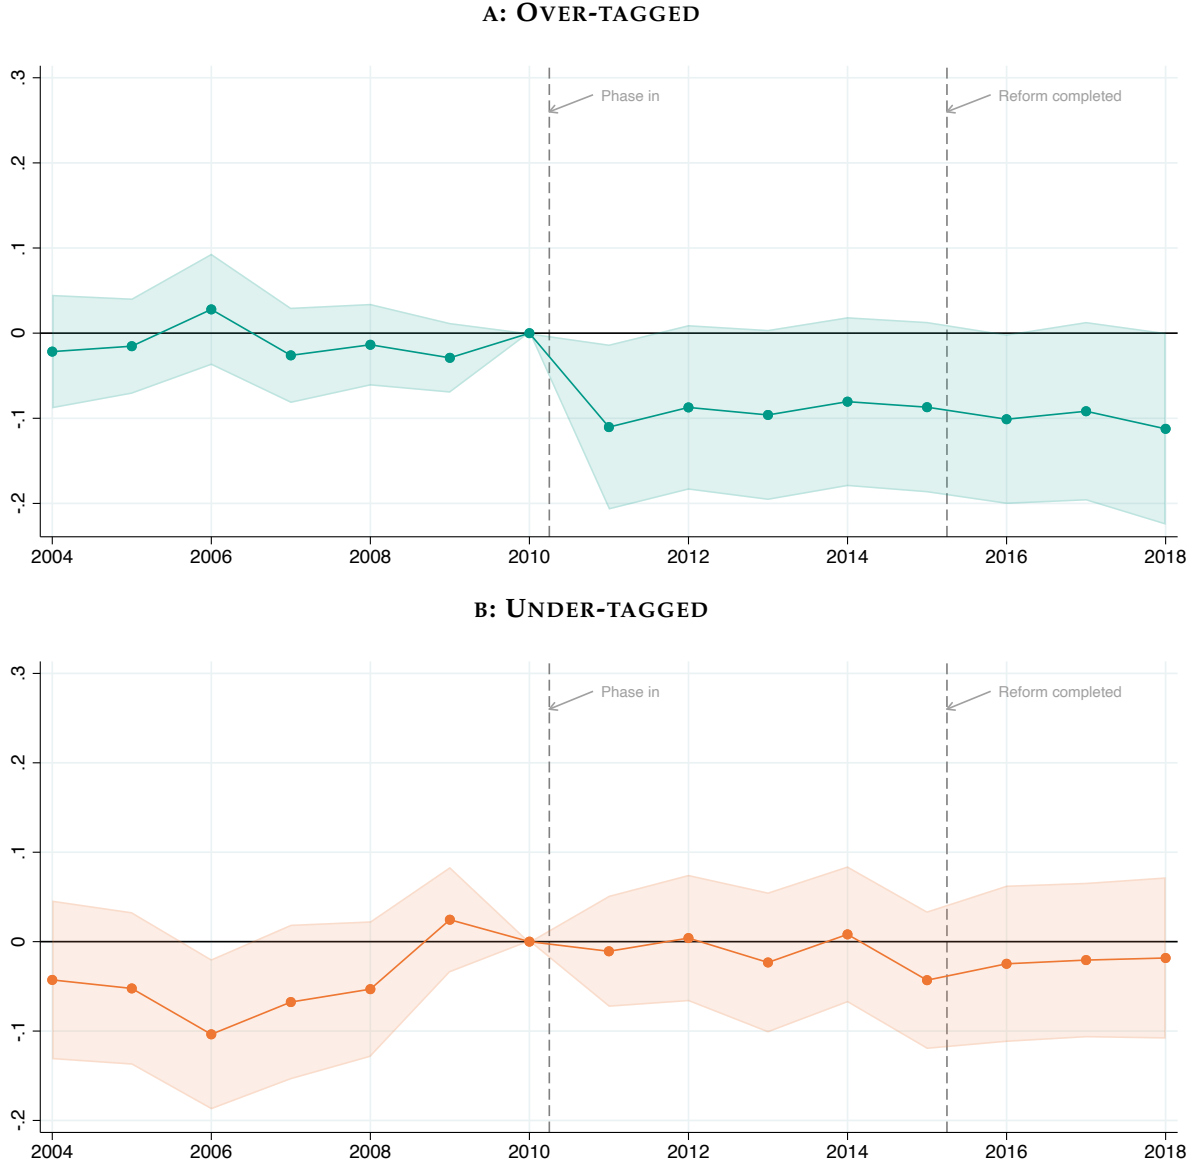 A: OVER-TAGGED
.3
.2
.1
0
-.1
-.2
Phase in
Reform completed
2004 2006 2008 2010 2012 2014 2016 2018
B: UNDER-TAGGED
.3
.2
.1
0
-.1
-.2
Phase in
Reform completed
2004 2006 2008 2010 2012 2014 2016 2018